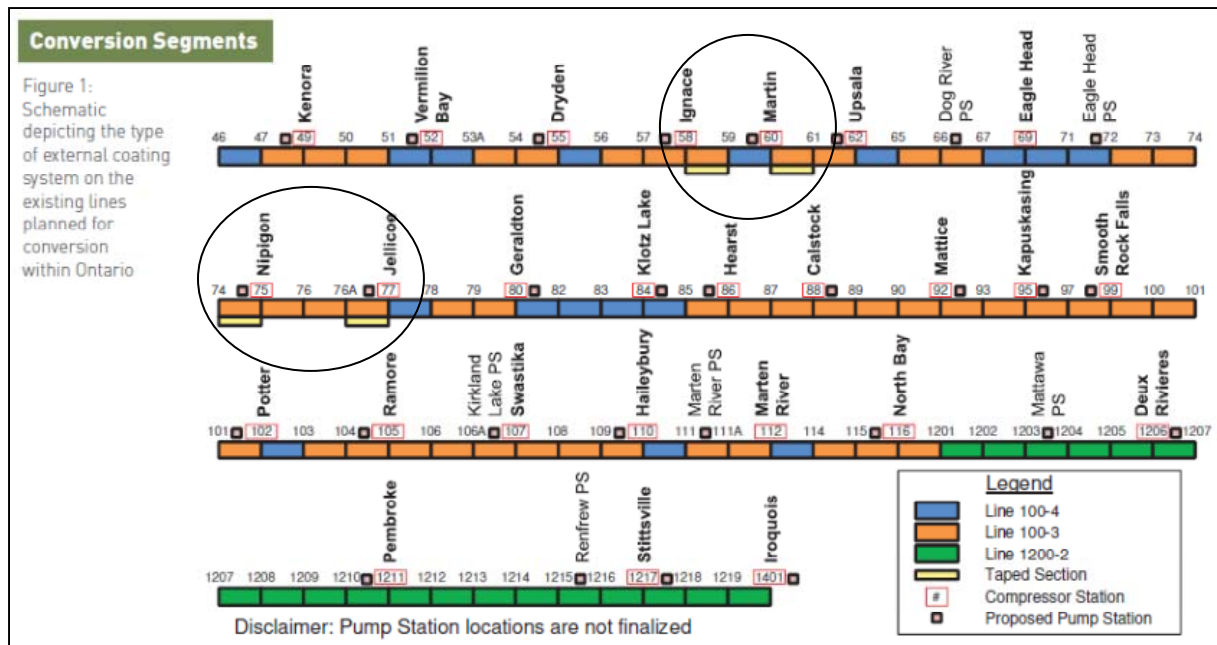 Conversion Segments
Figure 1:
Schematic
depicting the type
of external coating
system on the
existing lines
planned for
conversion
within Ontario
Kenora
Vermilion
Bay
Dryden
Ignace
Martin
Upsala
Dog River
PS
Eagle Head
Eagle Head
PS
46 47 49 50 51 52 53A 54 55 56 57 58 59 60 61 62 65 66 67 69 71 72 73 74
Nipigon
Jellicoe
Geraldton
Klotz Lake
Hearst
Calstock
Mattice
Kapuskasing
Smooth
Rock Falls
74 75 76 76A 77 78 79 80 82 83 84 85 86 87 88 89 90 92 93 95 97 99 100 101
Potter
Ramore
Kirkland
Lake PS
Swastika
Haileybury
Marten
River PS
Marten
River
North Bay
Mattawa
PS
Deux
Rivieres
101 102 103 104 105 106 106A 107 108 109 110 111 111A 112 114 115 116 1201 1202 1203 1204 1205 1206 1207
Pembroke
Renfrew PS
Stittsville
Iroquois
1207 1208 1209 1210 1211 1212 1213 1214 1215 1216 1217 1218 1219 1401
Disclaimer: Pump Station locations are not finalized
Legend
Line 100-4
Line 100-3
Line 1200-2
Taped Section
# Compressor Station
Proposed Pump Station